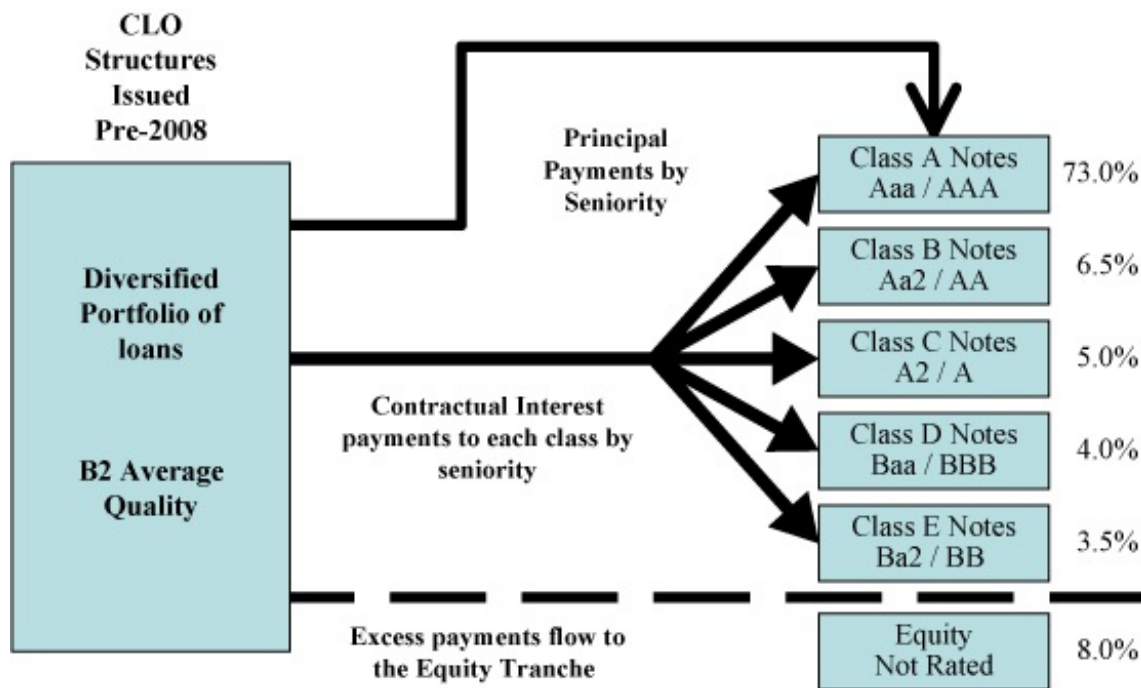 CLO
Structures
Issued
Pre-2008
Diversified
Portfolio of
loans
B2 Average
Quality
Principal
Payments by
Seniority
Contractual Interest
payments to each class by
seniority
Excess payments flow to
the Equity Tranche
Class A Notes
Aaa / AAA
73.0%
Class B Notes
Aa2 / AA
6.5%
Class C Notes
A2 / A
5.0%
Class D Notes
Baa / BBB
4.0%
Class E Notes
Ba2 / BB
3.5%
Equity
Not Rated
8.0%